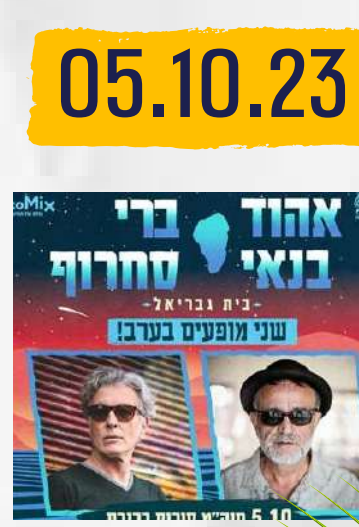 05.10.23
אהוד ברי
בנאי סחרוף
-בית גבריאל-
שני מופעים בערב!